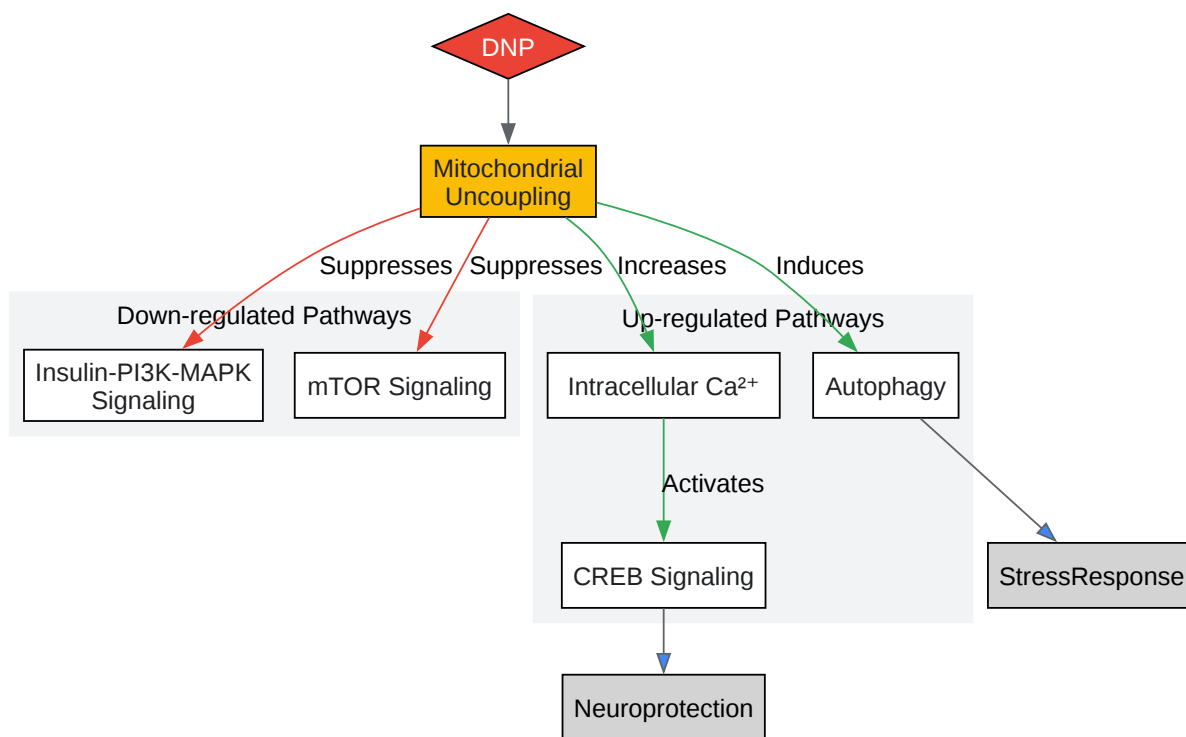 DNP
Mitochondrial
Uncoupling
Suppresses
Suppresses
Increases
Induces
Down-regulated Pathways
Up-regulated Pathways
Insulin-PI3K-MAPK
Signaling
mTOR Signaling
Intracellular Ca²⁺
Autophagy
Activates
CREB Signaling
StressResponse
Neuroprotection